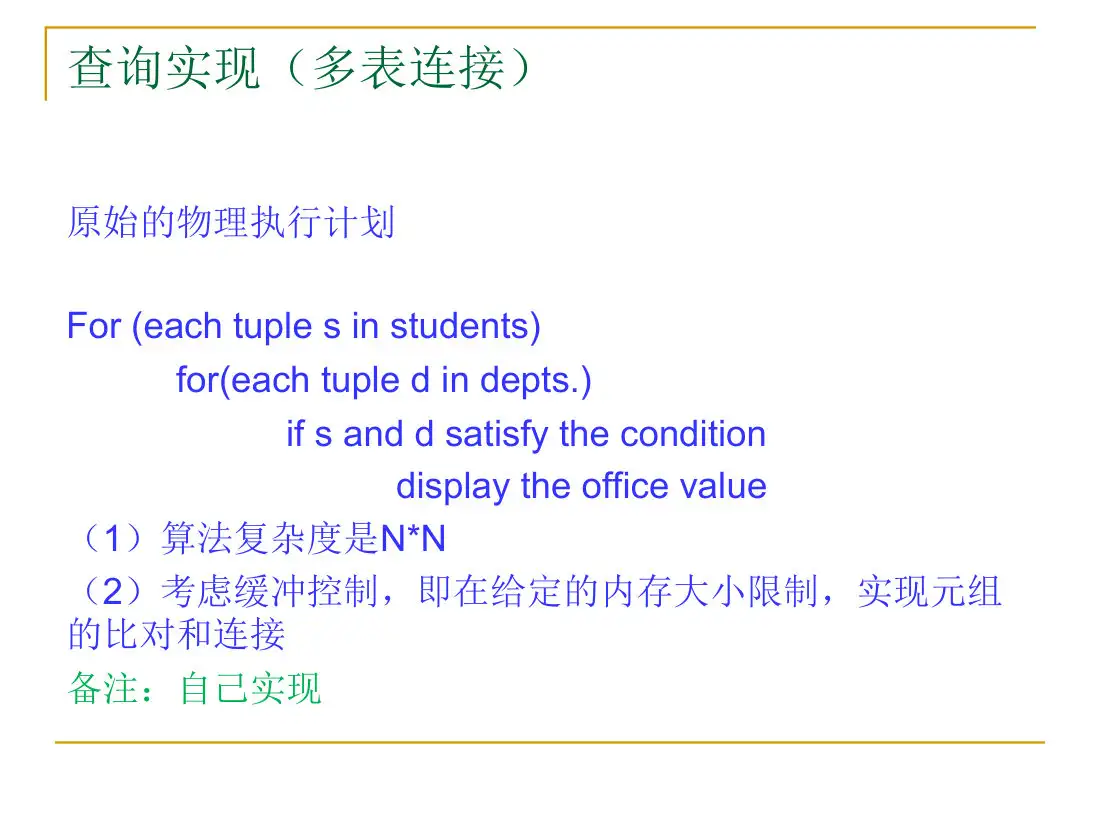 查询实现（多表连接）
原始的物理执行计划
For (each tuple s in students)
for(each tuple d in depts.)
if s and d satisfy the condition
display the office value
（1）算法复杂度是N*N
（2）考虑缓冲控制，即在给定的内存大小限制，实现元组
的比对和连接
备注：自己实现